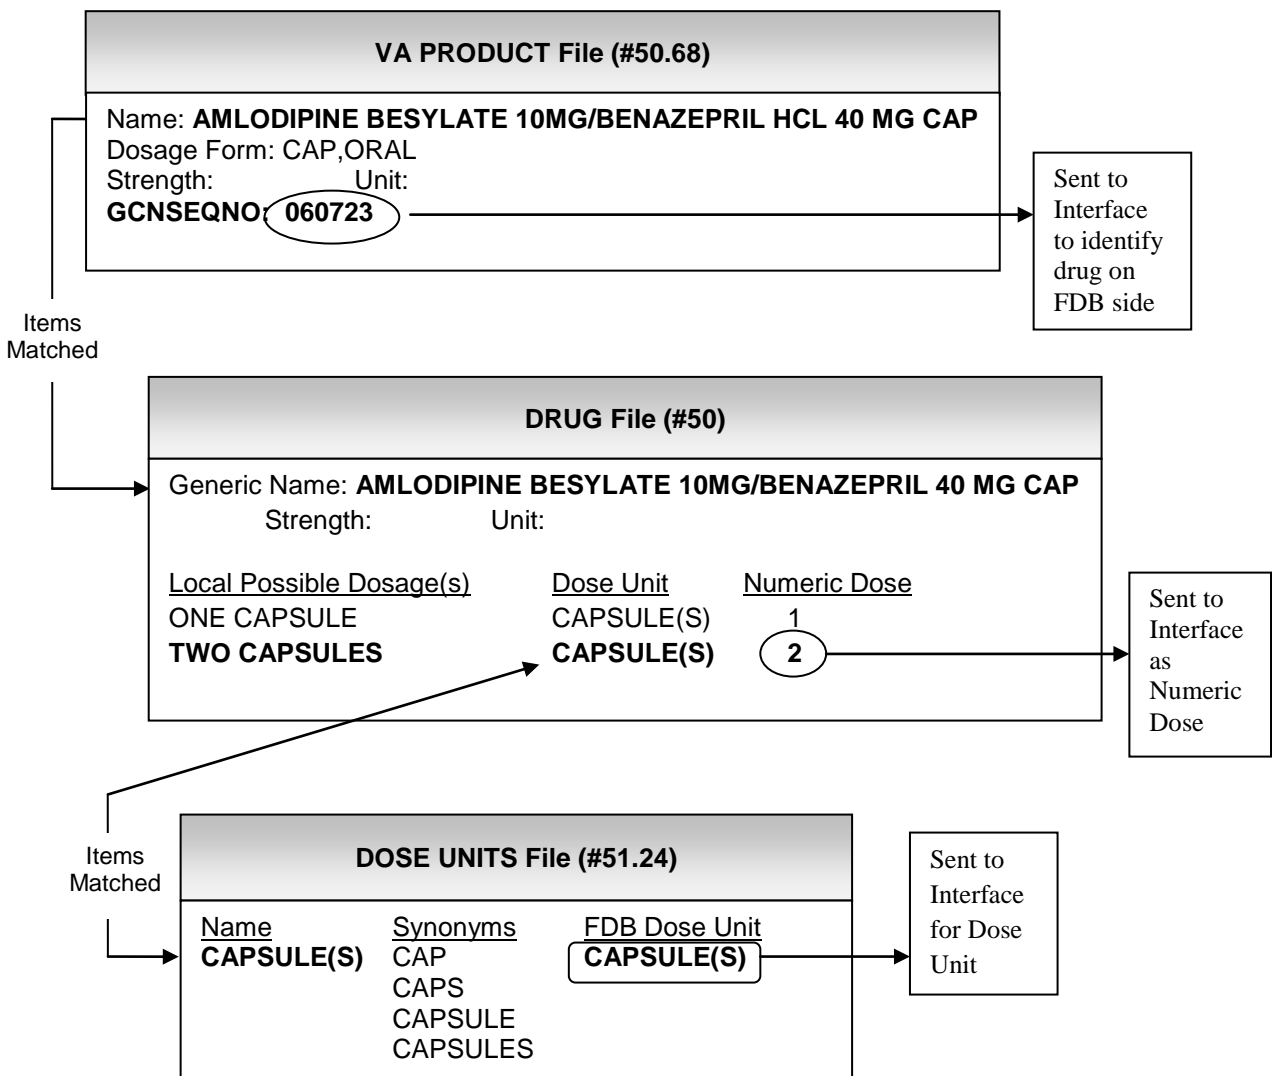 VA PRODUCT File (#50.68)
Name: AMLODIPINE BESYLATE 10MG/BENAZEPRIL HCL 40 MG CAP
Dosage Form: CAP,ORAL
Strength: Unit:
GCNSEQNO: 060723
Sent to
Interface
to identify
drug on
FDB side
Items
Matched
DRUG File (#50)
Generic Name: AMLODIPINE BESYLATE 10MG/BENAZEPRIL 40 MG CAP
Strength: Unit:
Local Possible Dosage(s) Dose Unit Numeric Dose
ONE CAPSULE CAPSULE(S) 1
TWO CAPSULES CAPSULE(S) 2
Sent to
Interface
as
Numeric
Dose
Items
Matched
DOSE UNITS File (#51.24)
Name Synonyms FDB Dose Unit
CAPSULE(S) CAP CAPSULE(S)
CAPS
CAPSULE
CAPSULES
Sent to
Interface
for Dose
Unit